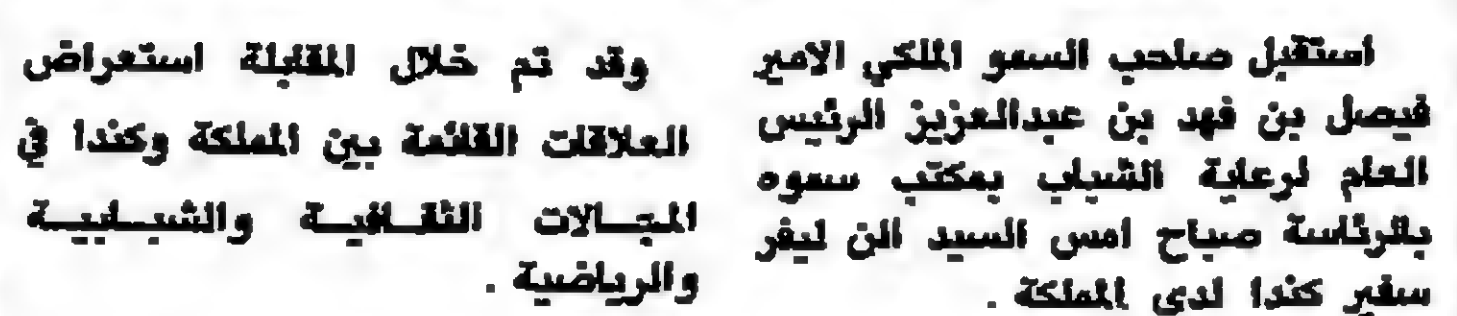 استقبل صاحب السمو الملكي الامير
فيصل بن فهد بن عبدالعزيز الرئيس
العام لرعاية الشباب بمكتب سموه
بالرئاسة صباح امس السيد الن ليفر
سفير كندا لدى المملكة .
وقد تم خلال المقابلة استعراض
العلاقات القائمة بين المملكة وكندا في
المجالات الثقافية والشبابية
والرياضية .